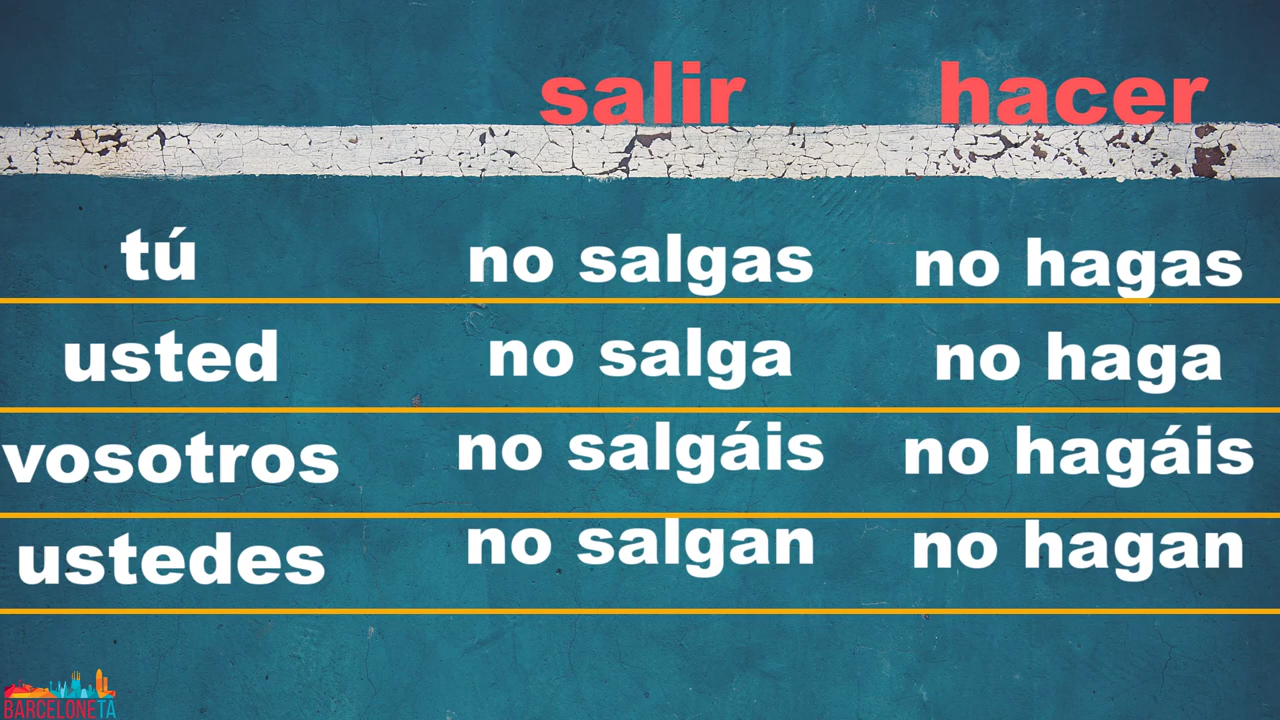 salir hacer
tú no salgas no hagas
usted no salga no haga
vosotros no salgáis no hagáis
ustedes no salgan no hagan
BARCELONETA